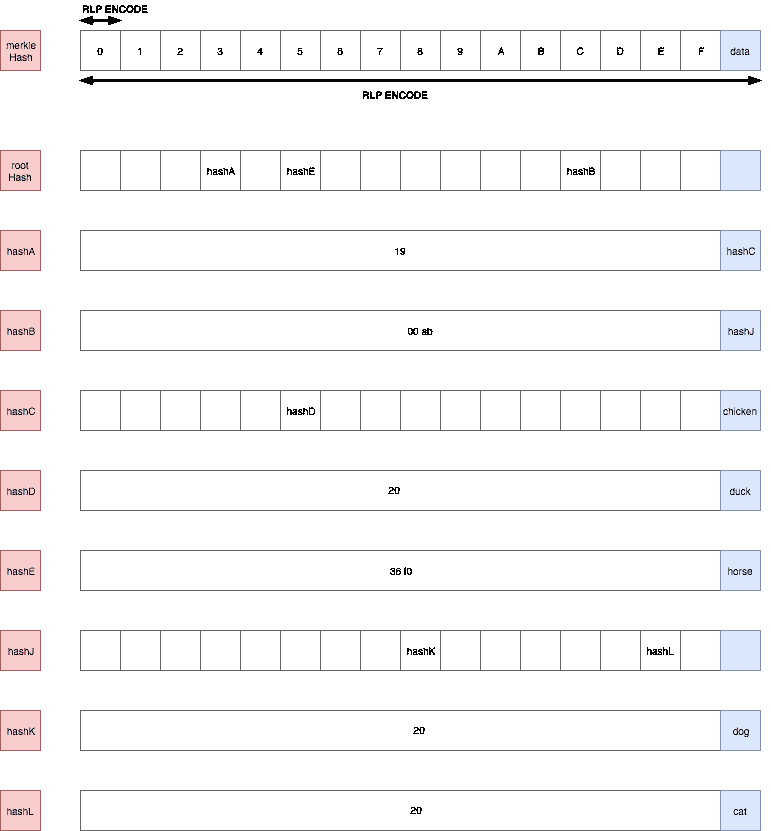 RLP ENCODE
merkle
Hash
0 1 2 3 4 5 6 7 8 9 A B C D E F data
RLP ENCODE
root
Hash
hashA hashE hashB
hashA 19 hashC
hashB 00 ab hashJ
hashC hashD chicken
hashD 20 duck
hashE 36 f0 horse
hashJ hashK hashL
hashK 20 dog
hashL 20 cat